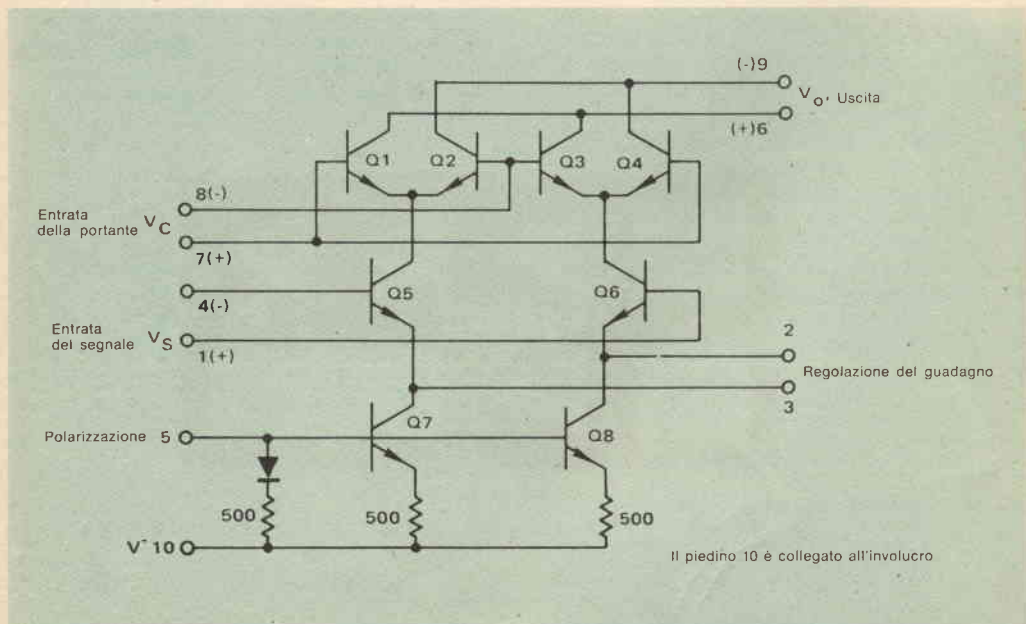 (-)9
V₀, Uscita
(+)6
Q1
Q2
Q3
Q4
8(-)
Entrata
della portante
V_C
7(+)
Q5
Q6
4(-)
Entrata
del segnale
V_S
1(+)
2
Regolazione del guadagno
3
Q7
Q8
Polarizzazione 5
500
500
500
V⁻ 10
Il piedino 10 è collegato all'involucro